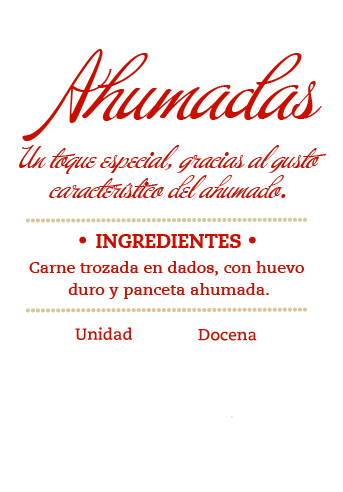 Ahumadas
Un toque especial, gracias al gusto
característico del ahumado.
• INGREDIENTES •
Carne trozada en dados, con huevo
duro y panceta ahumada.
Unidad Docena